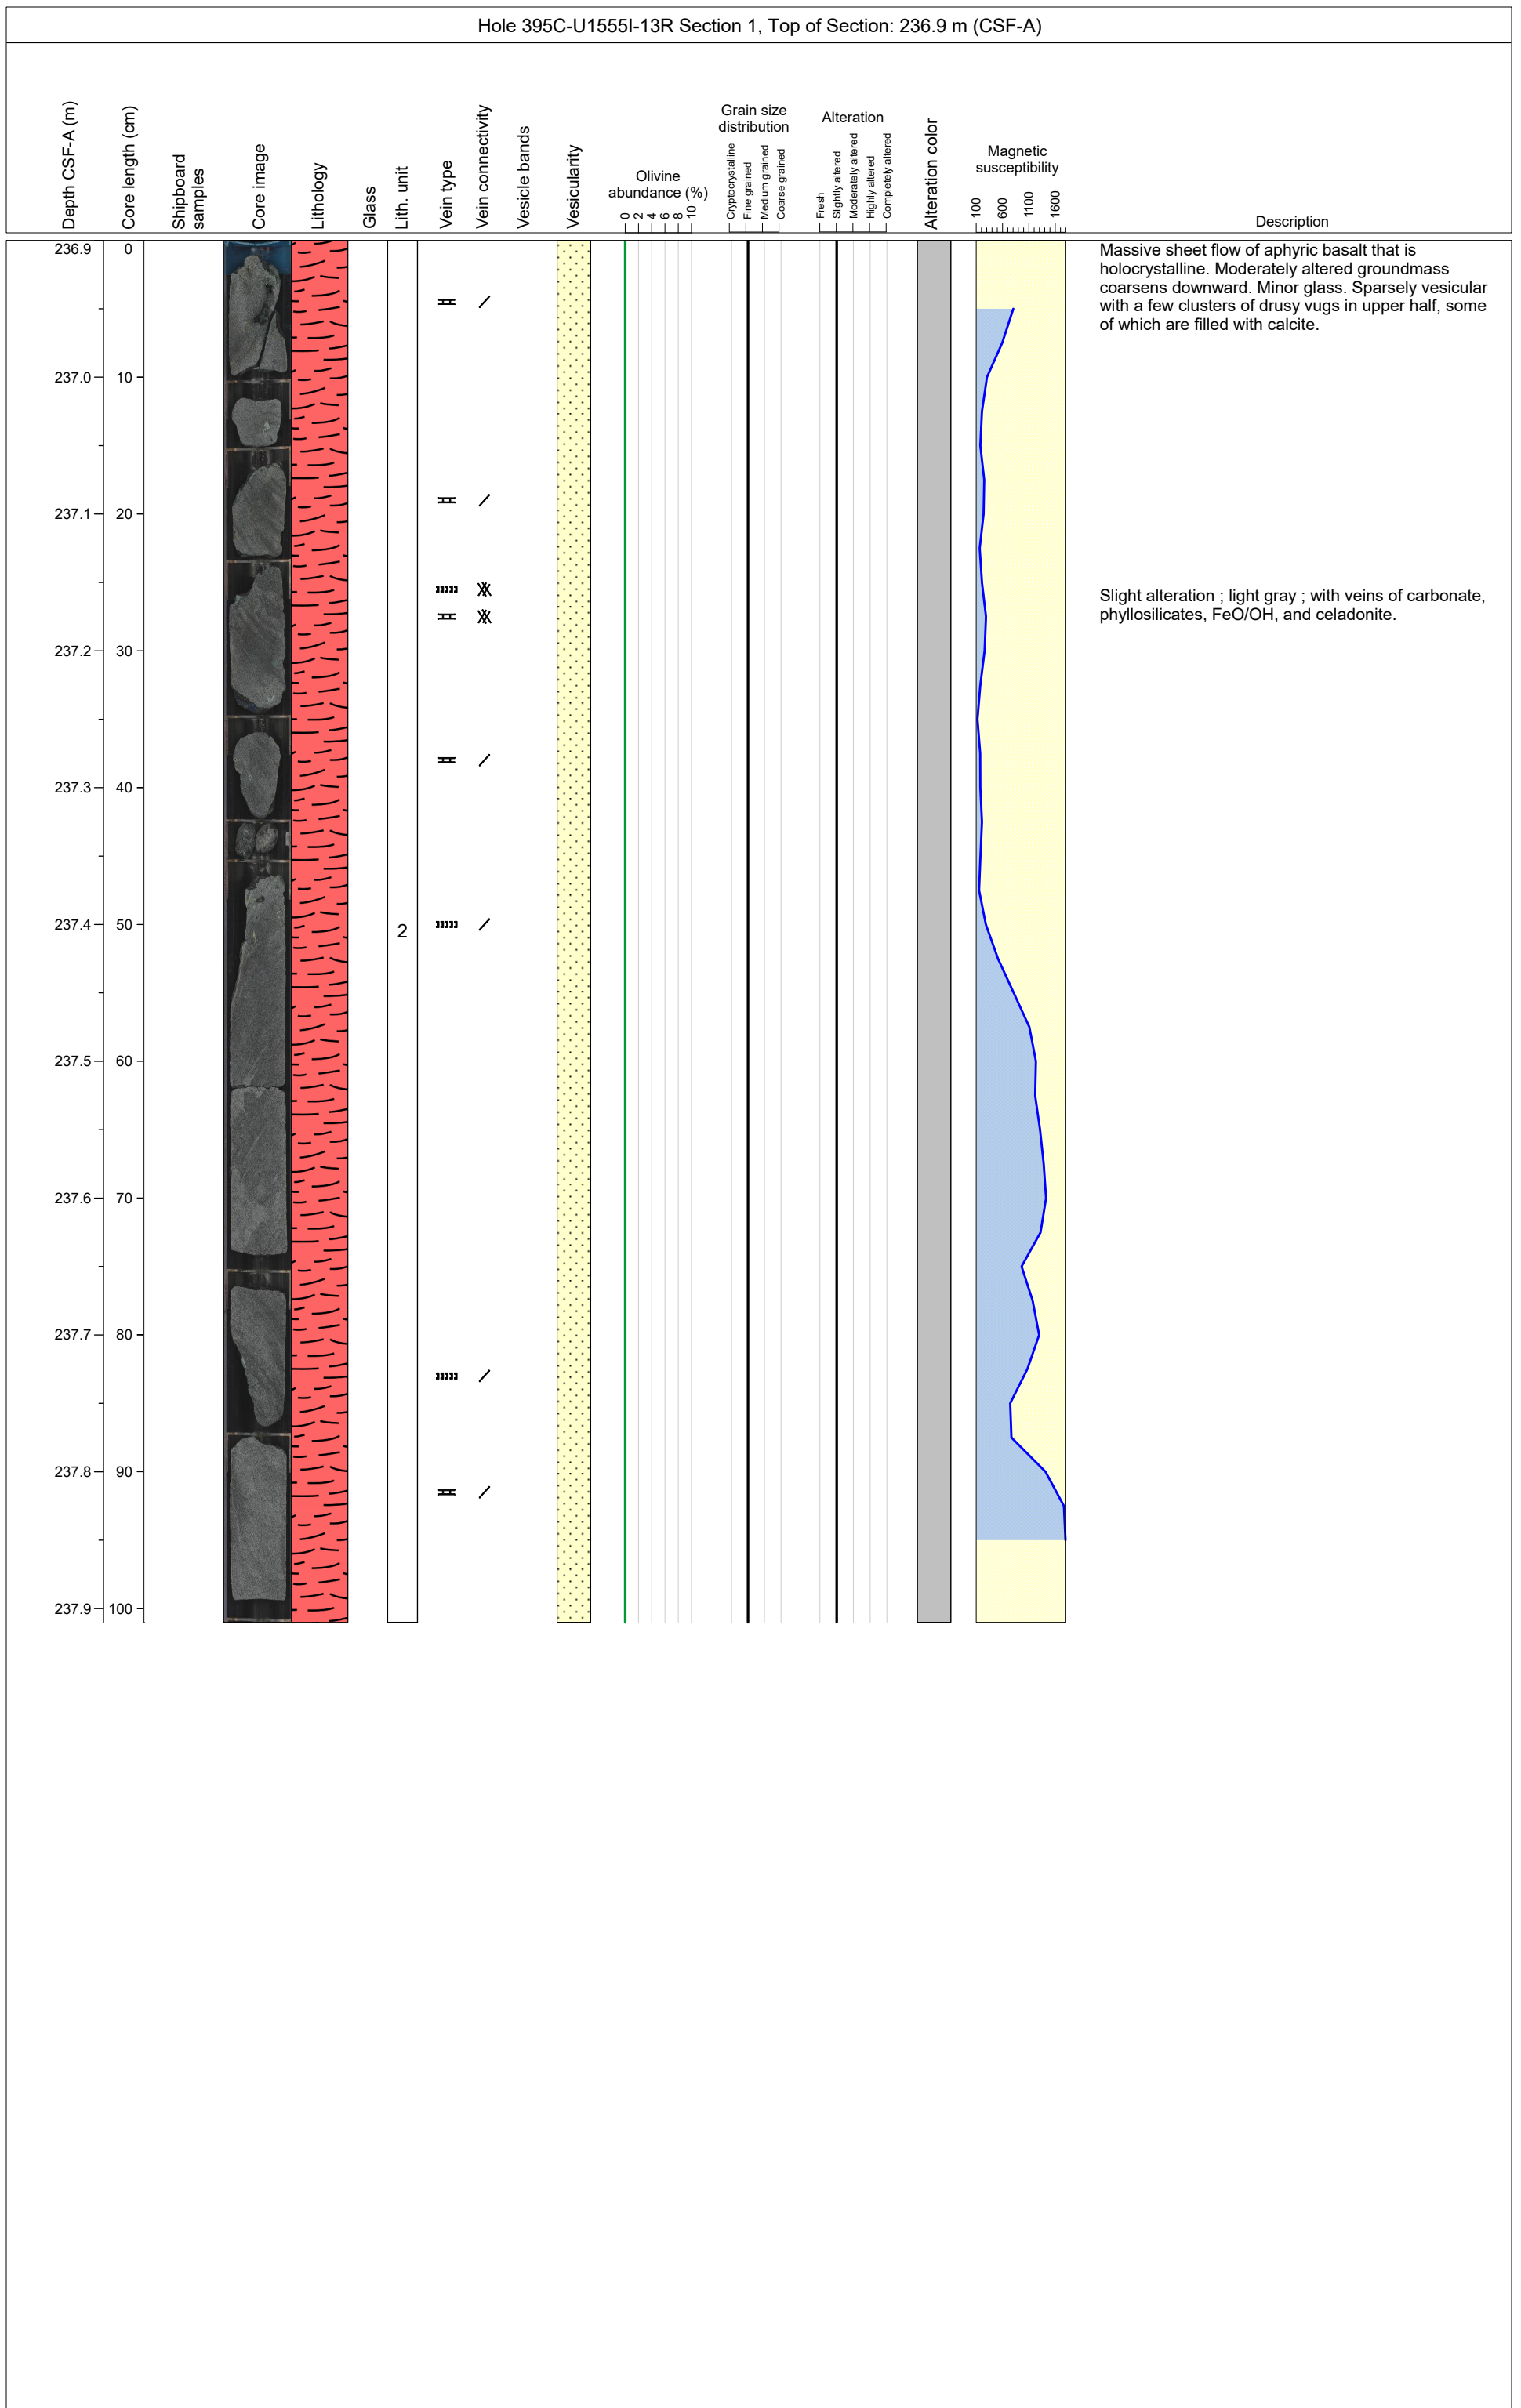 Hole 395C-U1555I-13R Section 1, Top of Section: 236.9 m (CSF-A)
Depth CSF-A (m)
Core length (cm)
Shipboard
samples
Core image
Lithology
Glass
Lith. unit
Vein type
Vein connectivity
Vesicle bands
Vesicularity
Olivine
abundance (%)
0 2 4 6 8 10
Grain size
distribution
Cryptocrystalline
Fine grained
Medium grained
Coarse grained
Alteration
Fresh
Slightly altered
Moderately altered
Highly altered
Completely altered
Alteration color
Magnetic
susceptibility
100 600 1100 1600
Description
236.9 0
237.0 10
237.1 20
237.2 30
237.3 40
237.4 50
237.5 60
237.6 70
237.7 80
237.8 90
237.9 100
2
Massive sheet flow of aphyric basalt that is
holocrystalline. Moderately altered groundmass
coarsens downward. Minor glass. Sparsely vesicular
with a few clusters of drusy vugs in upper half, some
of which are filled with calcite.
Slight alteration ; light gray ; with veins of carbonate,
phyllosilicates, FeO/OH, and celadonite.